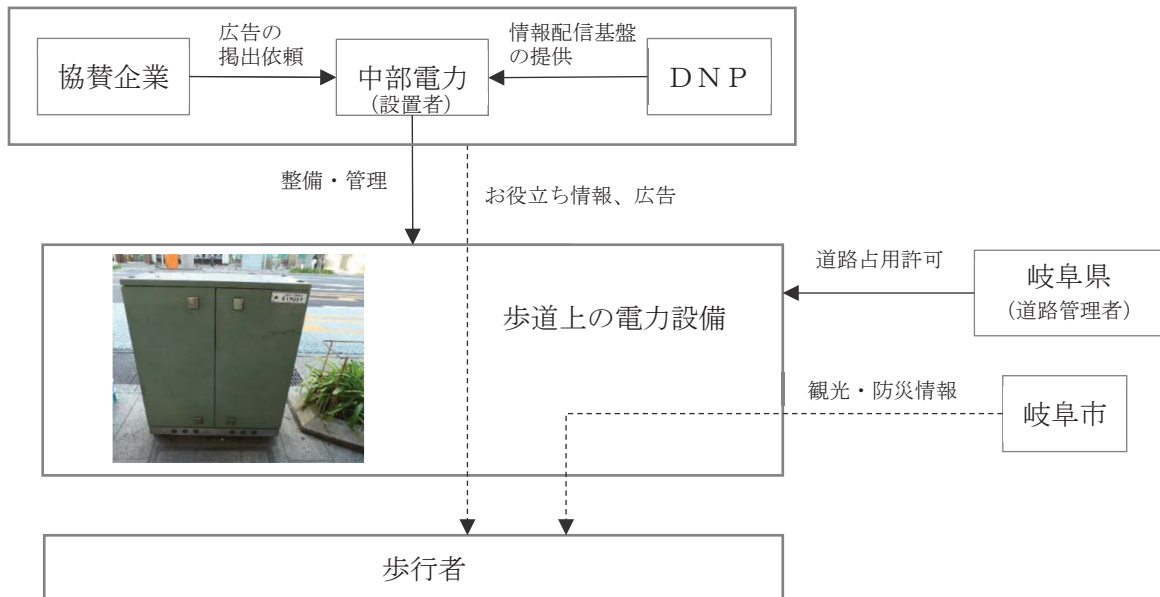 広告の
掲出依頼
情報配信基盤
の提供
協賛企業
中部電力
（設置者）
ＤＮＰ
整備・管理
お役立ち情報、広告
歩道上の電力設備
道路占用許可
岐阜県
（道路管理者）
観光・防災情報
岐阜市
歩行者